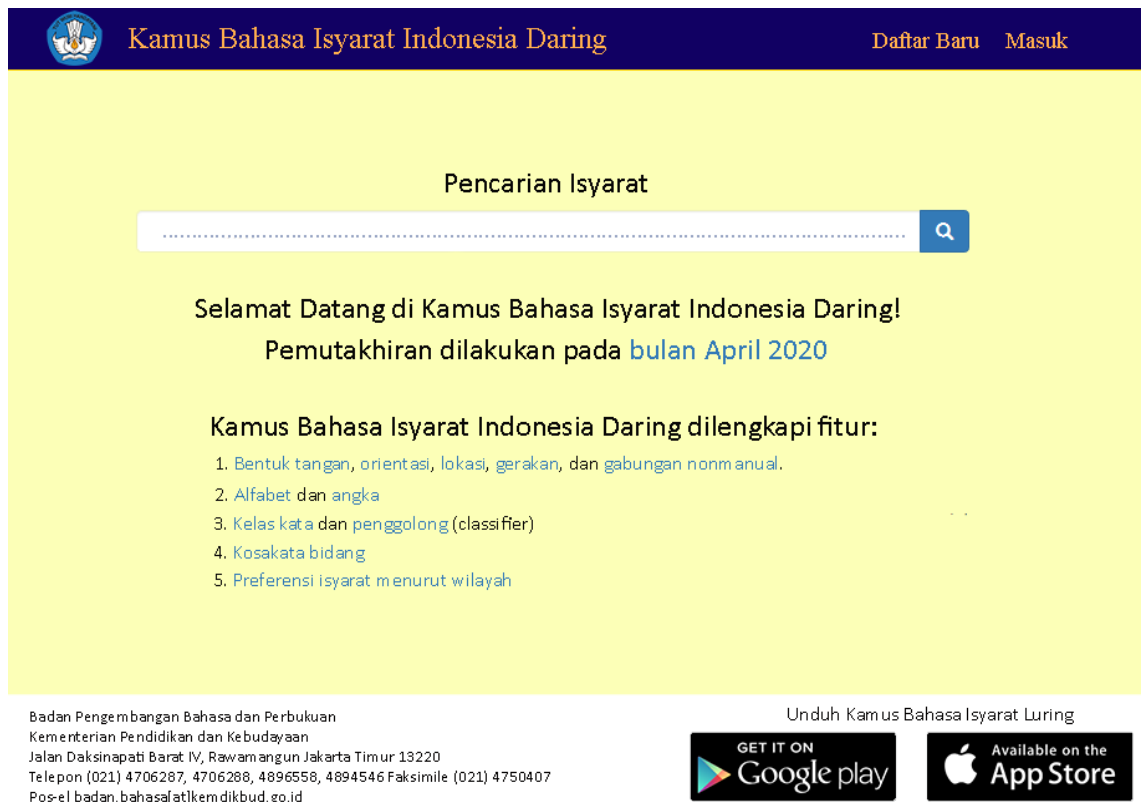 Kamus Bahasa Isyarat Indonesia Daring
Daftar Baru Masuk
Pencarian Isyarat
Selamat Datang di Kamus Bahasa Isyarat Indonesia Daring!
Pemutakhiran dilakukan pada bulan April 2020
Kamus Bahasa Isyarat Indonesia Daring dilengkapi fitur:
1. Bentuk tangan, orientasi, lokasi, gerakan, dan gabungan nonmanual.
2. Alfabet dan angka
3. Kelas kata dan penggolong (classifier)
4. Kosakata bidang
5. Preferensi isyarat menurut wilayah
Badan Pengembangan Bahasa dan Perbukuan
Kementerian Pendidikan dan Kebudayaan
Jalan Daksinapati Barat IV, Rawamangun Jakarta Timur 13220
Telepon (021) 4706287, 4706288, 4896558, 4894546 Faksimile (021) 4750407
Pos-el badan.bahasa[at]kemdikbud.go.id
Unduh Kamus Bahasa Isyarat Luring
GET IT ON
Google play
Available on the
App Store